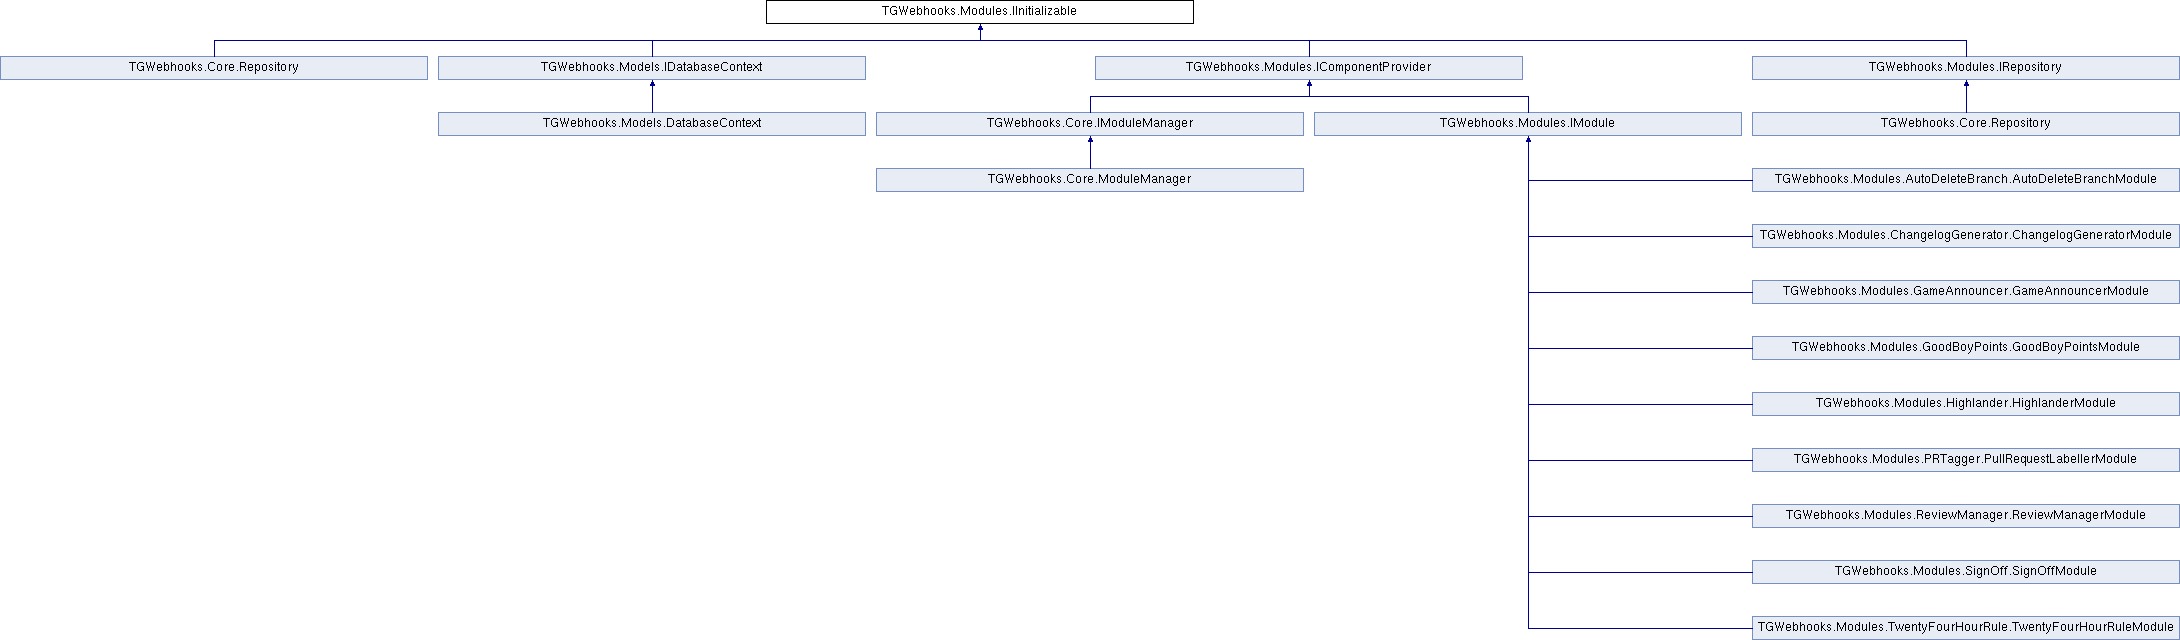 TGWebhooks.Modules.IInitializable
TGWebhooks.Core.Repository
TGWebhooks.Models.IDatabaseContext
TGWebhooks.Modules.IComponentProvider
TGWebhooks.Modules.IRepository
TGWebhooks.Models.DatabaseContext
TGWebhooks.Core.IModuleManager
TGWebhooks.Modules.IModule
TGWebhooks.Core.Repository
TGWebhooks.Core.ModuleManager
TGWebhooks.Modules.AutoDeleteBranch.AutoDeleteBranchModule
TGWebhooks.Modules.ChangelogGenerator.ChangelogGeneratorModule
TGWebhooks.Modules.GameAnnouncer.GameAnnouncerModule
TGWebhooks.Modules.GoodBoyPoints.GoodBoyPointsModule
TGWebhooks.Modules.Highlander.HighlanderModule
TGWebhooks.Modules.PRTagger.PullRequestLabellerModule
TGWebhooks.Modules.ReviewManager.ReviewManagerModule
TGWebhooks.Modules.SignOff.SignOffModule
TGWebhooks.Modules.TwentyFourHourRule.TwentyFourHourRuleModule